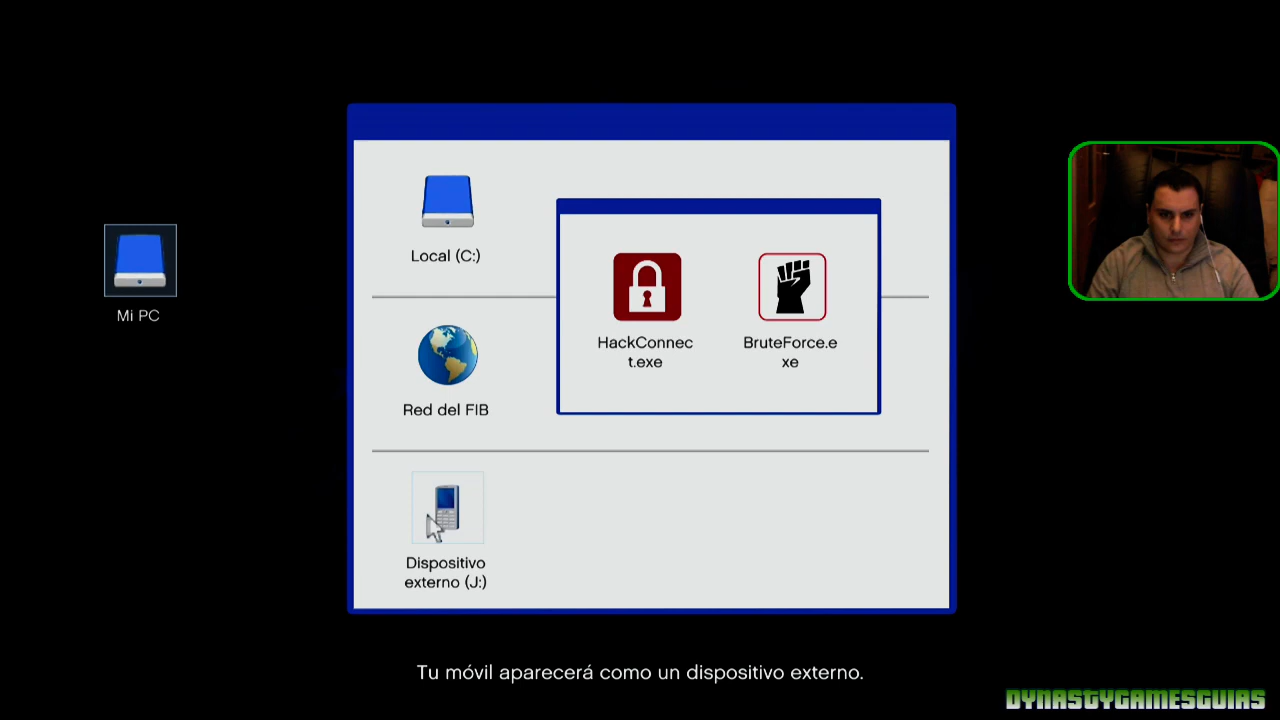 Local (C:)
HackConnec
t.exe
BruteForce.e
xe
Mi PC
Red del FIB
Dispositivo
externo (J:)
Tu móvil aparecerá como un dispositivo externo.
DYNASTYGAMESGUIAS